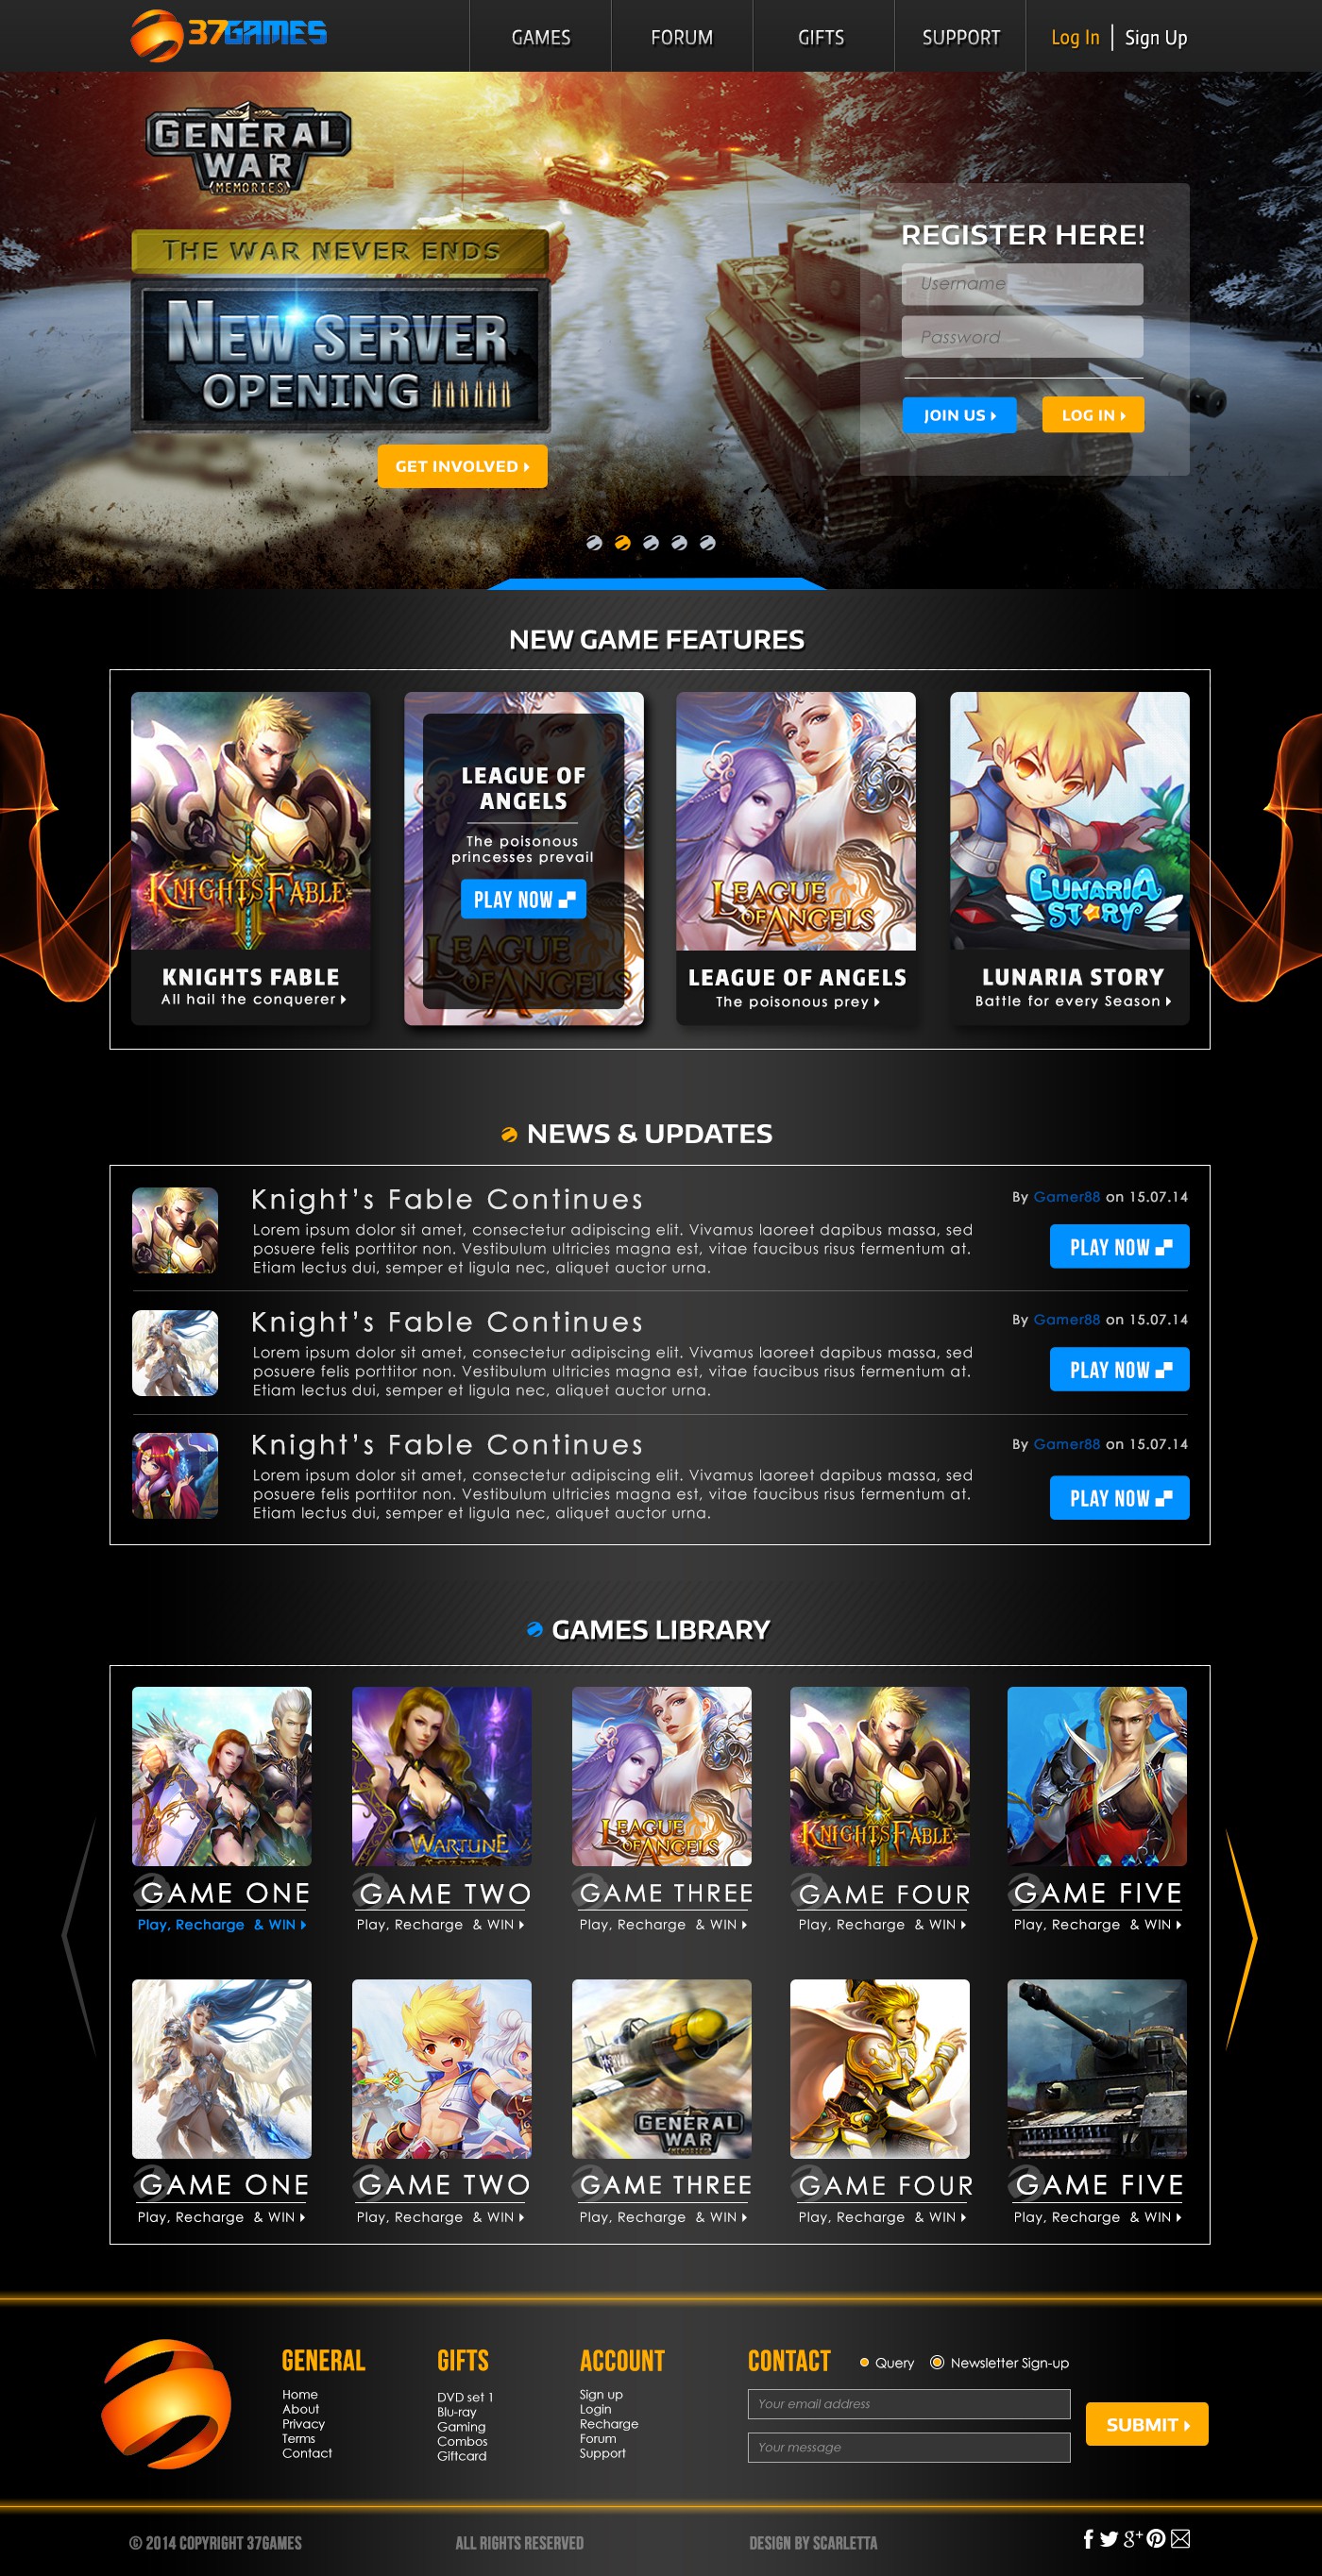 37GAMES
GAMES
FORUM
GIFTS
SUPPORT
Log In | Sign Up
GENERAL
WAR
MEMORIES
THE WAR NEVER ENDS
NEW SERVER
OPENING
GET INVOLVED
REGISTER HERE!
Username
Password
JOIN US
LOG IN
NEW GAME FEATURES
KNIGHTS FABLE
KNIGHTS FABLE
All hail the conquerer
LEAGUE OF
ANGELS
The poisonous
princesses prevail
PLAY NOW
LEAGUE
OF ANGELS
LEAGUE
OF ANGELS
LEAGUE OF ANGELS
The poisonous prey
LUNARIA
STORY
LUNARIA STORY
Battle for every Season
NEWS & UPDATES
Knight's Fable Continues
By Gamer88 on 15.07.14
Lorem ipsum dolor sit amet, consectetur adipiscing elit. Vivamus laoreet dapibus massa, sed
posuere felis porttitor non. Vestibulum ultricies magna est, vitae faucibus risus fermentum at.
Etiam lectus dui, semper et ligula nec, aliquet auctor urna.
PLAY NOW
Knight's Fable Continues
By Gamer88 on 15.07.14
Lorem ipsum dolor sit amet, consectetur adipiscing elit. Vivamus laoreet dapibus massa, sed
posuere felis porttitor non. Vestibulum ultricies magna est, vitae faucibus risus fermentum at.
Etiam lectus dui, semper et ligula nec, aliquet auctor urna.
PLAY NOW
Knight's Fable Continues
By Gamer88 on 15.07.14
Lorem ipsum dolor sit amet, consectetur adipiscing elit. Vivamus laoreet dapibus massa, sed
posuere felis porttitor non. Vestibulum ultricies magna est, vitae faucibus risus fermentum at.
Etiam lectus dui, semper et ligula nec, aliquet auctor urna.
PLAY NOW
GAMES LIBRARY
GAME ONE
Play, Recharge & WIN
WARTUNE
GAME TWO
Play, Recharge & WIN
LEAGUE
OF ANGELS
GAME THREE
Play, Recharge & WIN
KNIGHTS FABLE
GAME FOUR
Play, Recharge & WIN
GAME FIVE
Play, Recharge & WIN
GAME ONE
Play, Recharge & WIN
GAME TWO
Play, Recharge & WIN
GENERAL
WAR
MEMORIES
GAME THREE
Play, Recharge & WIN
GAME FOUR
Play, Recharge & WIN
GAME FIVE
Play, Recharge & WIN
GENERAL
Home
About
Privacy
Terms
Contact
GIFTS
DVD set 1
Blu-ray
Gaming
Combos
Giftcard
ACCOUNT
Sign up
Login
Recharge
Forum
Support
CONTACT
Query
Newsletter Sign-up
Your email address
Your message
SUBMIT
© 2014 COPYRIGHT 37GAMES
ALL RIGHTS RESERVED
DESIGN BY SCARLETTA